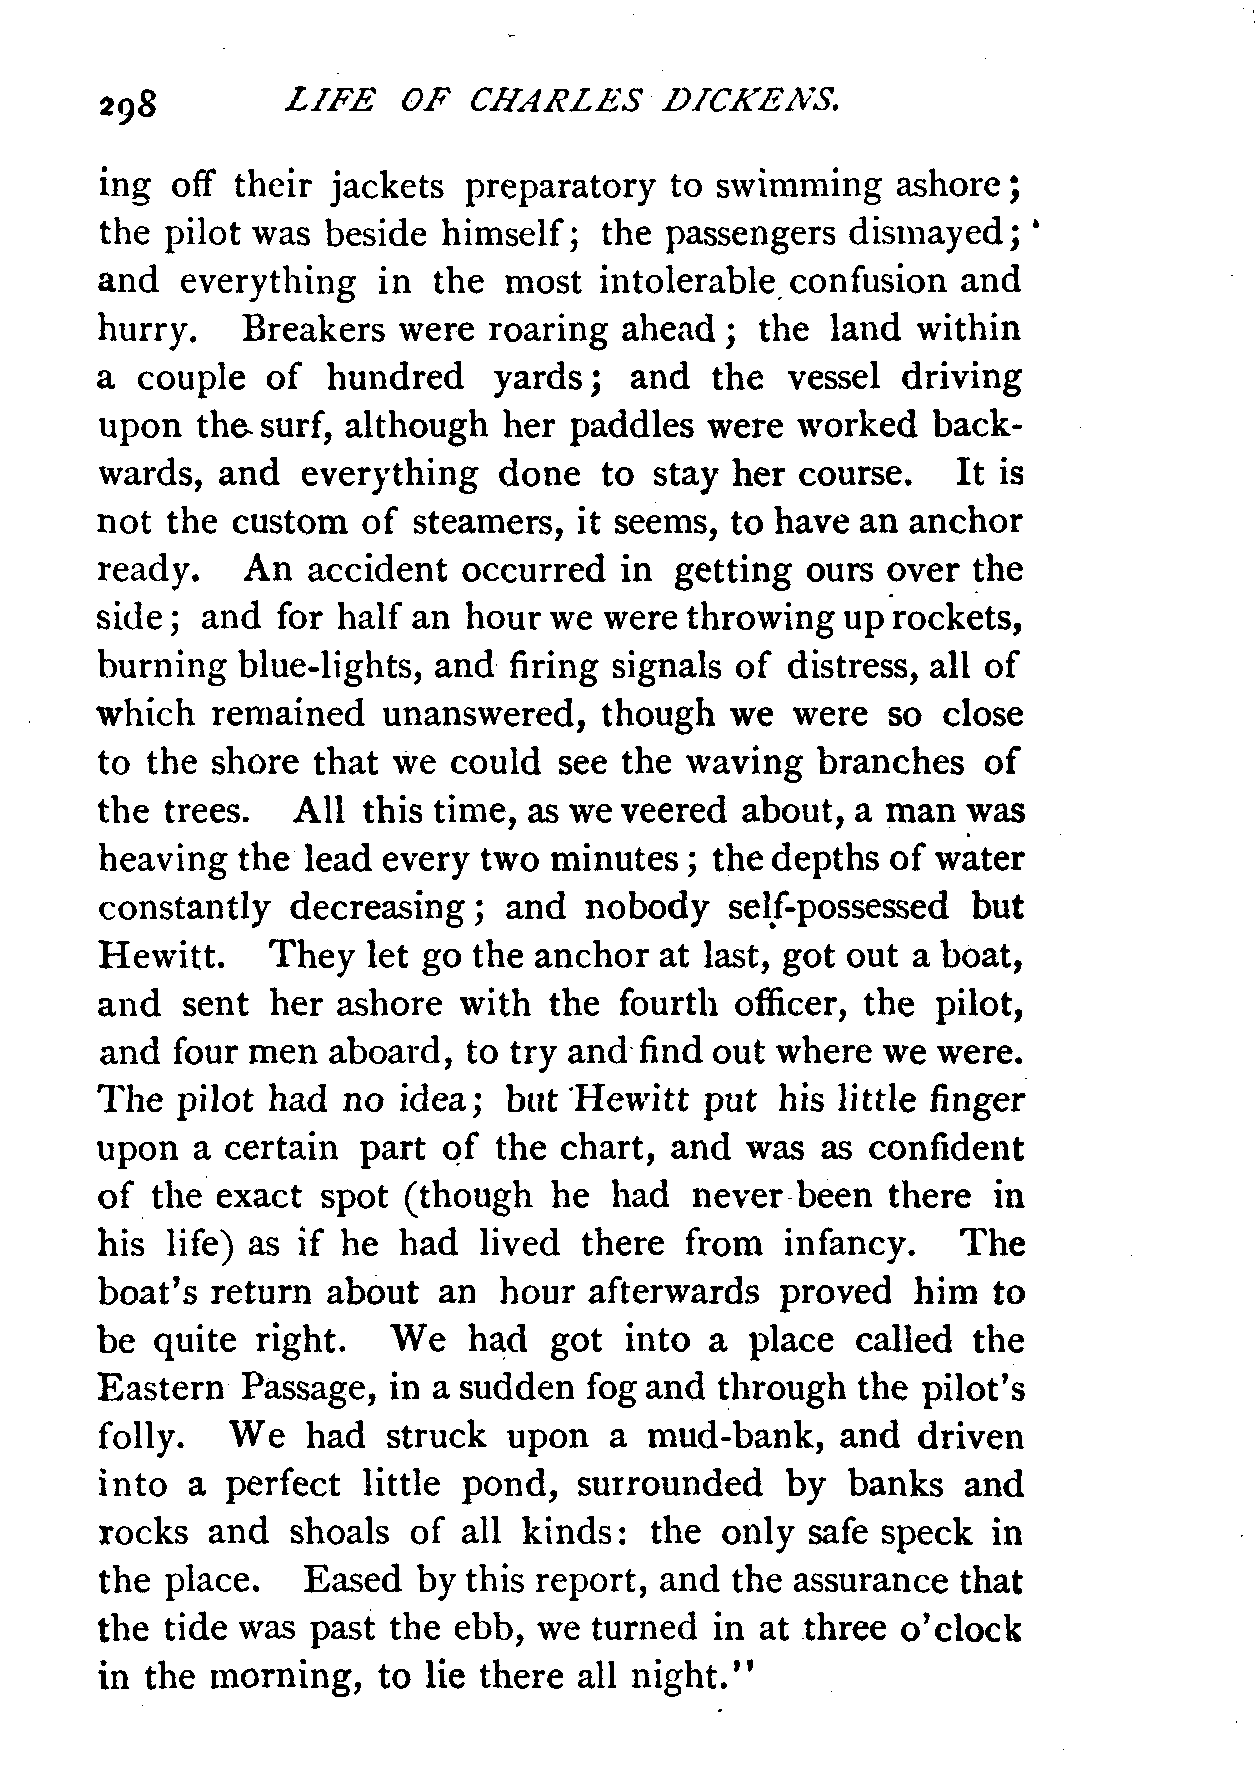 298 LIFE OF CHARLES DICKENS.
ing off their jackets preparatory to swimming ashore;
the pilot was beside himself; the passengers dismayed;
and everything in the most intolerable confusion and
hurry. Breakers were roaring ahead; the land within
a couple of hundred yards; and the vessel driving
upon the surf, although her paddles were worked back-
wards, and everything done to stay her course. It is
not the custom of steamers, it seems, to have an anchor
ready. An accident occurred in getting ours over the
side; and for half an hour we were throwing up rockets,
burning blue-lights, and firing signals of distress, all of
which remained unanswered, though we were so close
to the shore that we could see the waving branches of
the trees. All this time, as we veered about, a man was
heaving the lead every two minutes; the depths of water
constantly decreasing; and nobody self-possessed but
Hewitt. They let go the anchor at last, got out a boat,
and sent her ashore with the fourth officer, the pilot,
and four men aboard, to try and find out where we were.
The pilot had no idea; but Hewitt put his little finger
upon a certain part of the chart, and was as confident
of the exact spot (though he had never been there in
his life) as if he had lived there from infancy. The
boat's return about an hour afterwards proved him to
be quite right. We had got into a place called the
Eastern Passage, in a sudden fog and through the pilot's
folly. We had struck upon a mud-bank, and driven
into a perfect little pond, surrounded by banks and
rocks and shoals of all kinds: the only safe speck in
the place. Eased by this report, and the assurance that
the tide was past the ebb, we turned in at three o'clock
in the morning, to lie there all night."